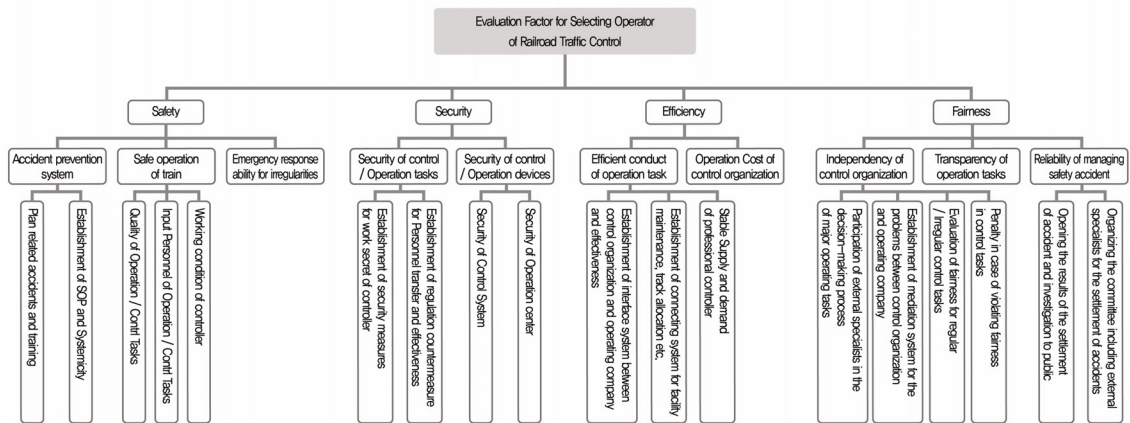 Evaluation Factor for Selecting Operator
of Railroad Traffic Control
Safety
Security
Efficiency
Fairness
Accident prevention
system
Safe operation
of train
Emergency response
ability for irregularities
Security of control
/ Operation tasks
Security of control
/ Operation devices
Efficient conduct
of operation task
Operation Cost of
control organization
Independency of
control organization
Transparency of
operation tasks
Reliability of managing
safety accident
Plan related accidents and training
Establishment of SOP and Systemicity
Quality of Operation / Contrl Tasks
Input Personnel of Operation / Contrl Tasks
Working condition of controller
Establishment of security measures
for work secret of controller
Establishment of regulation countermeasure
for Personnel transfer and effectiveness
Security of Control System
Security of Operation center
Establishment of interface system between
control organization and operating company
and effectiveness
Establishment of connecting system for facility
maintenance, track allocation etc.
Stable Supply and demand
of professional controller
Participation of external specialists in the
decision-making process
of major operating tasks
Establishment of mediation system for the
problems between control organization
and operating company
Evaluation of fairness for regular
/ Irregular control tasks
Penalty in case of violating fairness
in control tasks
Opening the results of the settlement
of accident and investigation to public
Organizing the committee including external
specialists for the settlement of accidents